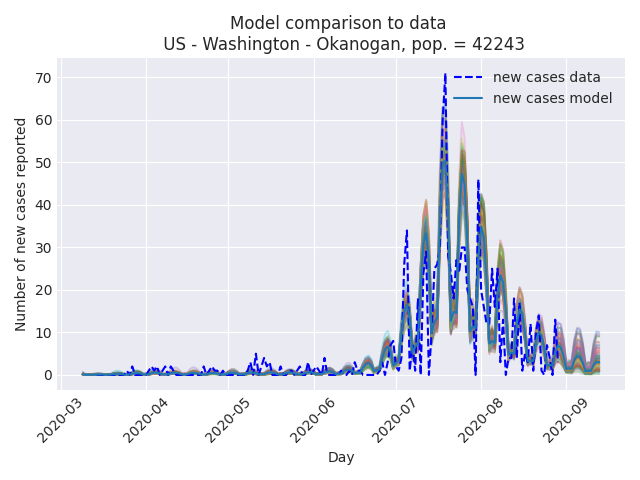 Model comparison to data
US - Washington - Okanogan, pop. = 42243
new cases data
new cases model
Number of new cases reported
70
60
50
40
30
20
10
0
2020-03
2020-04
2020-05
2020-06
2020-07
2020-08
2020-09
Day